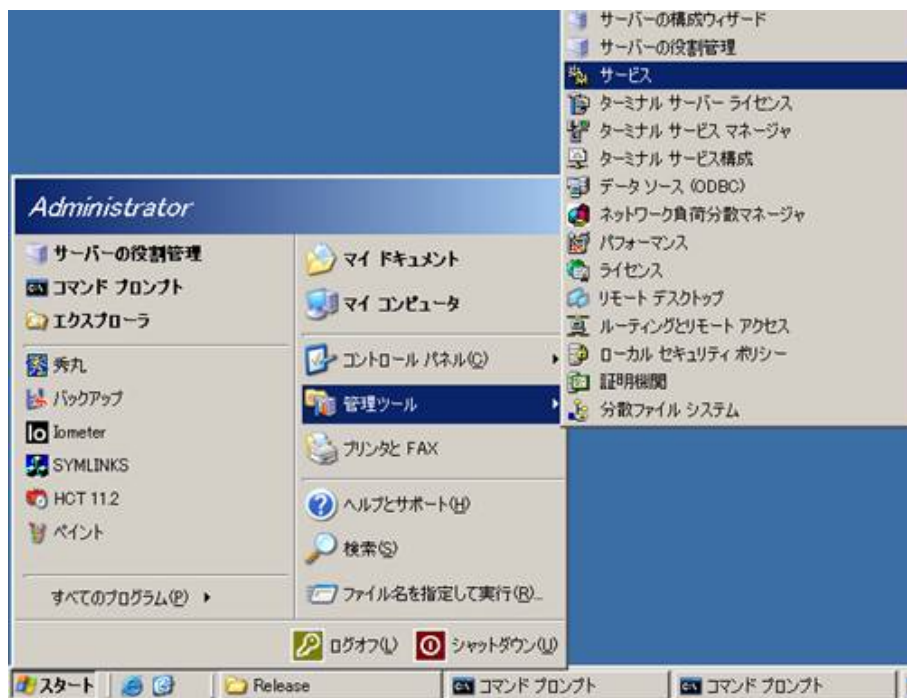 サーバーの構成ウィザード
サーバーの役割管理
サービス
ターミナル サーバー ライセンス
ターミナル サービス マネージャ
ターミナル サービス構成
データ ソース (ODBC)
ネットワーク負荷分散マネージャ
パフォーマンス
ライセンス
リモート デスクトップ
ルーティングとリモート アクセス
ローカル セキュリティ ポリシー
証明機関
分散ファイル システム
Administrator
サーバーの役割管理
コマンド プロンプト
エクスプローラ
秀丸
バックアップ
Iometer
SYMLINKS
HCT 11.2
ペイント
すべてのプログラム(P)
マイ ドキュメント
マイ コンピュータ
コントロール パネル(C)
管理ツール
プリンタと FAX
ヘルプとサポート(H)
検索(S)
ファイル名を指定して実行(R)...
ログオフ(L) シャットダウン(U)
スタート Release コマンド プロンプト コマンド プロンプト